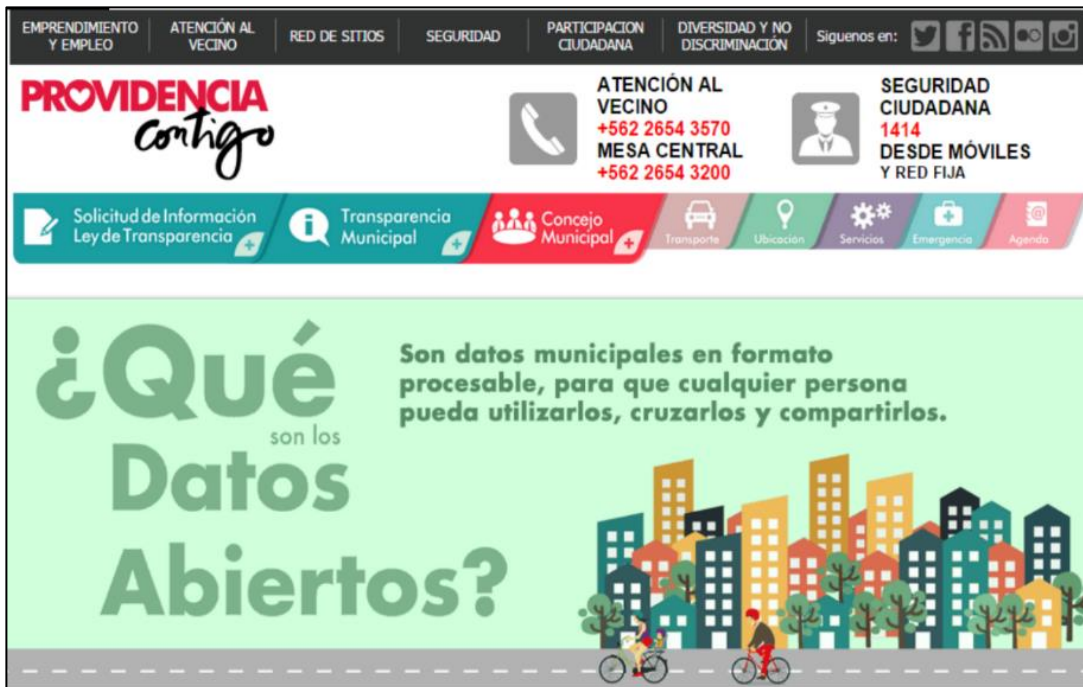 EMPRENDIMIENTO
Y EMPLEO
ATENCIÓN AL
VECINO
RED DE SITIOS
SEGURIDAD
PARTICIPACION
CIUDADANA
DIVERSIDAD Y NO
DISCRIMINACIÓN
Siguenos en:
PROVIDENCIA
contigo
ATENCIÓN AL
VECINO
+562 2654 3570
MESA CENTRAL
+562 2654 3200
SEGURIDAD
CIUDADANA
1414
DESDE MÓVILES
Y RED FIJA
Solicitud de Información
Ley de Transparencia
Transparencia
Municipal
Concejo
Municipal
Transporte
Ubicación
Servicios
Emergencia
Agenda
¿Qué
son los
Datos
Abiertos?
Son datos municipales en formato
procesable, para que cualquier persona
pueda utilizarlos, cruzarlos y compartirlos.